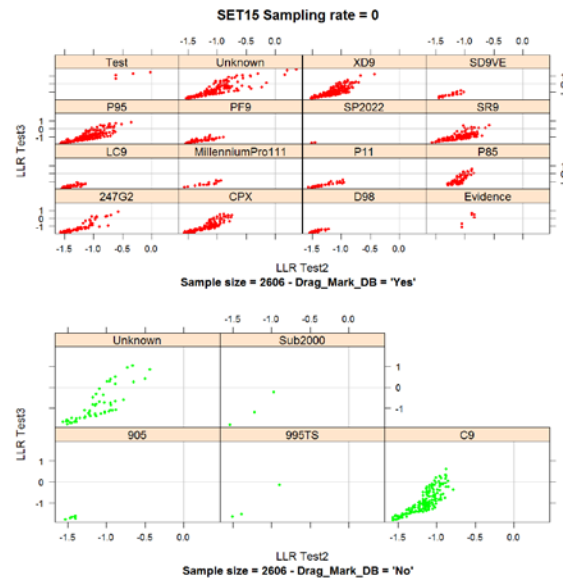 SET15 Sampling rate = 0
-1.5 -1.0 -0.5 0.0 -1.5 -1.0 -0.5 0.0
Test Unknown XD9 SD9VE
P95 PF9 SP2022 SR9
1
0
-1
LC9 MillenniumPro111 P11 P85
247G2 CPX D98 Evidence
1
0
-1
LLR Test3
-1.5 -1.0 -0.5 0.0 -1.5 -1.0 -0.5 0.0
LLR Test2
Sample size = 2606 - Drag_Mark_DB = 'Yes'
-1.5 -1.0 -0.5 0.0
Unknown Sub2000
1
0
-1
905 995TS C9
1
0
-1
LLR Test3
-1.5 -1.0 -0.5 0.0 -1.5 -1.0 -0.5 0.0
LLR Test2
Sample size = 2606 - Drag_Mark_DB = 'No'